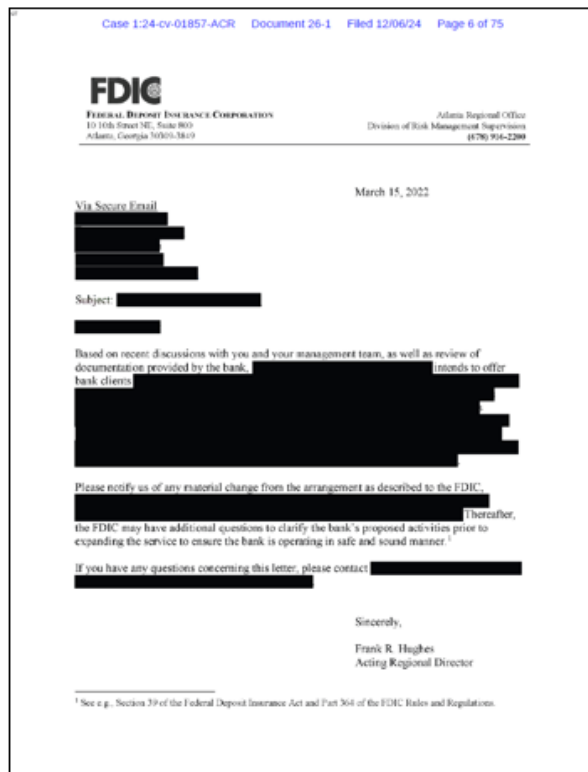 Case 1:24-cv-01857-ACR Document 26-1 Filed 12/06/24 Page 6 of 75
FDIC
FEDERAL DEPOSIT INSURANCE CORPORATION
10 10th Street NE, Suite 800
Atlanta, Georgia 30309-3849
Atlanta Regional Office
Division of Risk Management Supervision
(678) 916-2200
March 15, 2022
Via Secure Email
Subject:
Based on recent discussions with you and your management team, as well as review of
documentation provided by the bank, intends to offer
bank clients
Please notify us of any material change from the arrangement as described to the FDIC,
Thereafter,
the FDIC may have additional questions to clarify the bank's proposed activities prior to
expanding the service to ensure the bank is operating in safe and sound manner.1
If you have any questions concerning this letter, please contact
Sincerely,
Frank R. Hughes
Acting Regional Director
1 See e.g., Section 39 of the Federal Deposit Insurance Act and Part 364 of the FDIC Rules and Regulations.